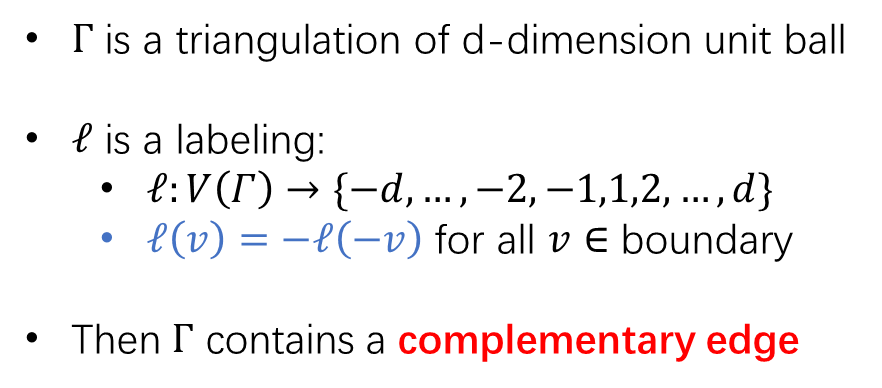 • Γ is a triangulation of d-dimension unit ball
• ℓ is a labeling:
• ℓ: V(Γ) → {−d, … , −2, −1,1,2, … , d}
• ℓ(v) = −ℓ(−v) for all v ∈ boundary
• Then Γ contains a complementary edge